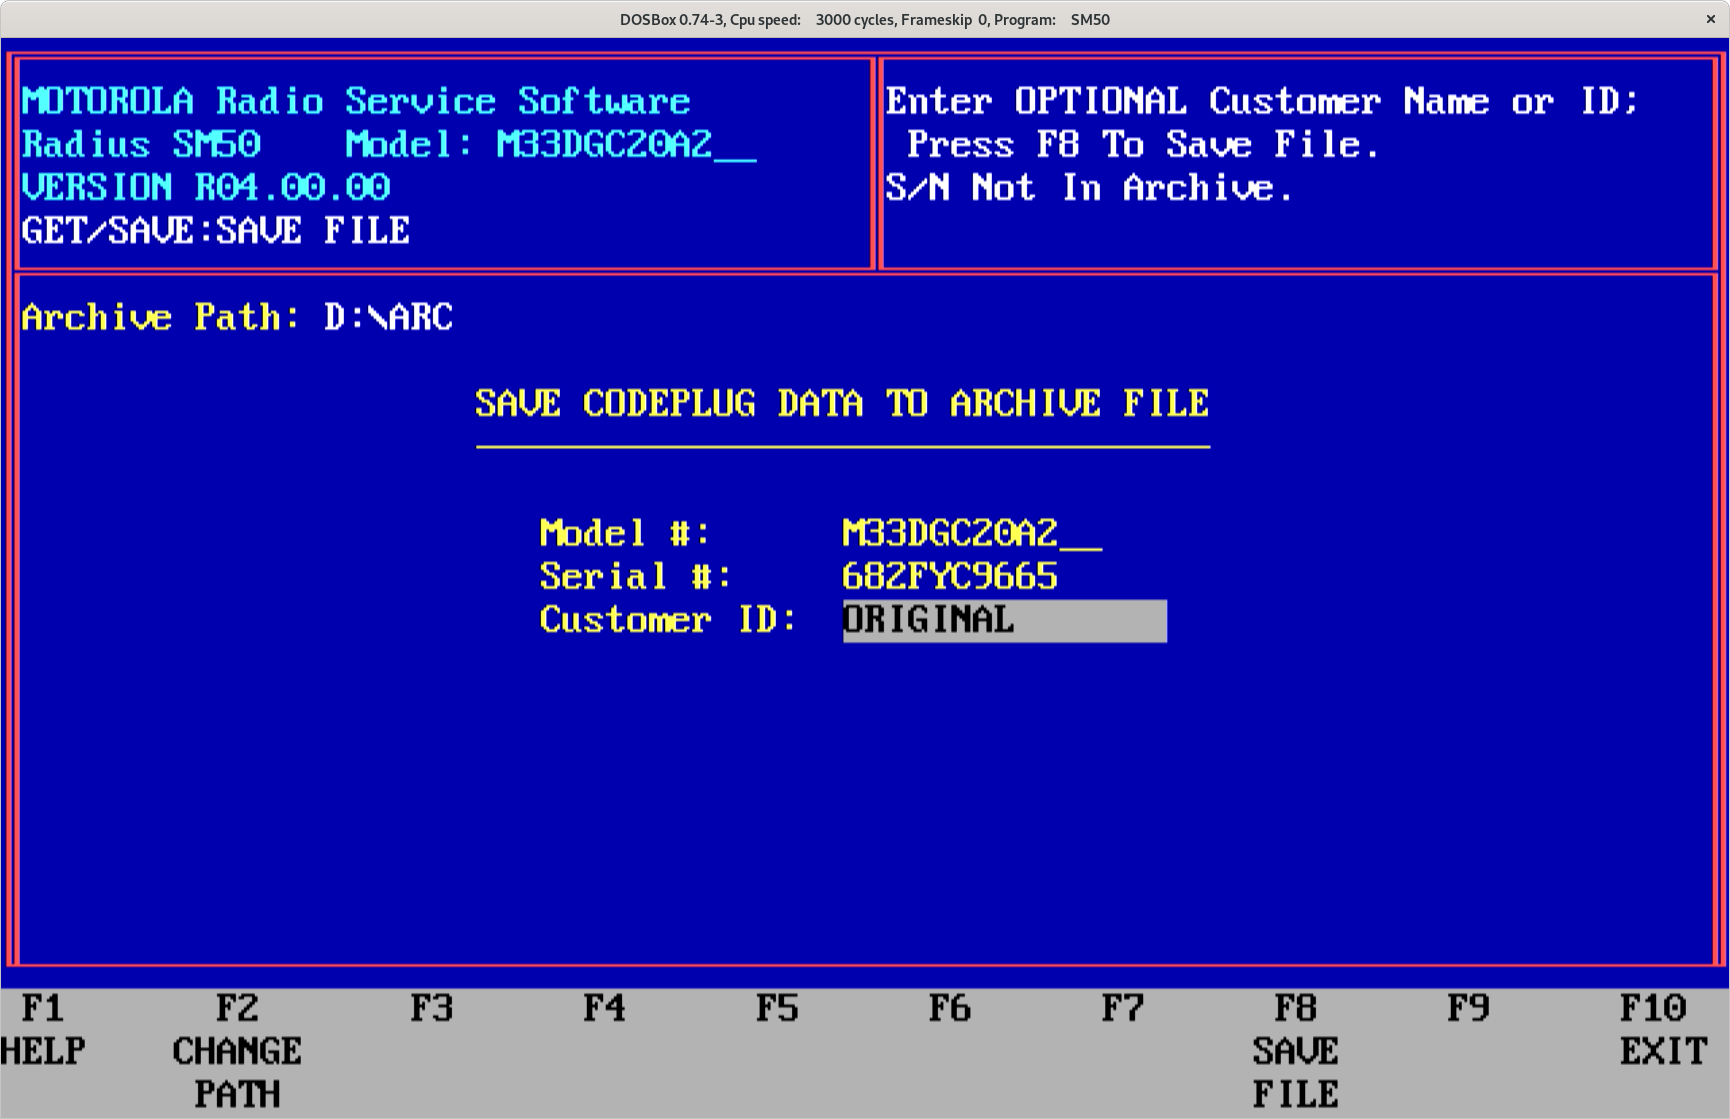 DOSBox 0.74-3, Cpu speed:    3000 cycles, Frameskip  0, Program:    SM50
×
MOTOROLA Radio Service Software
Radius SM50    Model: M33DGC20A2__
VERSION R04.00.00
GET/SAVE:SAVE FILE
Enter OPTIONAL Customer Name or ID;
Press F8 To Save File.
S/N Not In Archive.
Archive Path: D:\ARC
SAVE CODEPLUG DATA TO ARCHIVE FILE
Model #:      M33DGC20A2__
Serial #:     682FYC9665
Customer ID:  ORIGINAL
F1 F2 F3 F4 F5 F6 F7 F8 F9 F10
HELP CHANGE SAVE EXIT
PATH FILE